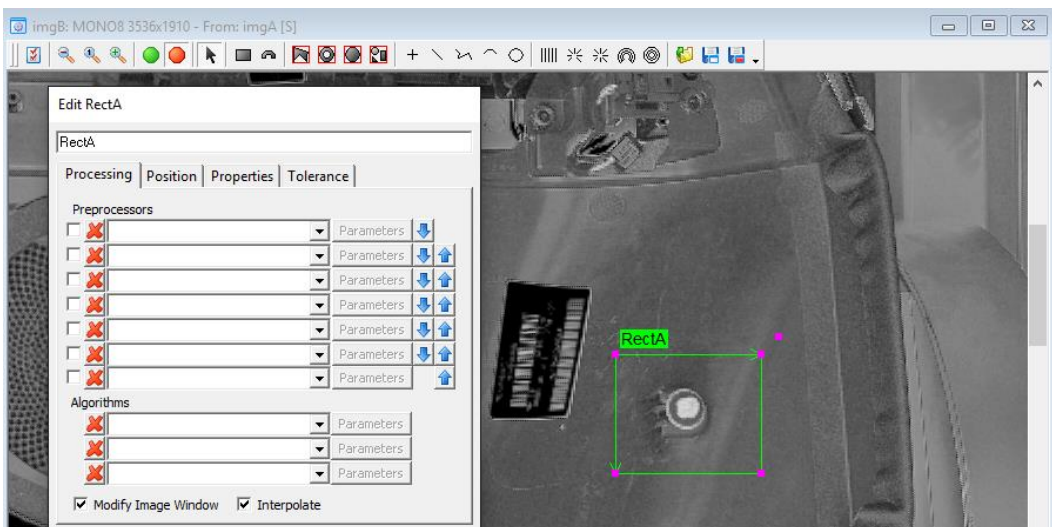 imgB: MONO8 3536x1910 - From: imgA [S]
Edit RectA
RectA
Processing Position Properties Tolerance
Preprocessors
Parameters
Parameters
Parameters
Parameters
Parameters
Parameters
Parameters
Algorithms
Parameters
Parameters
Parameters
Modify Image Window Interpolate
RectA